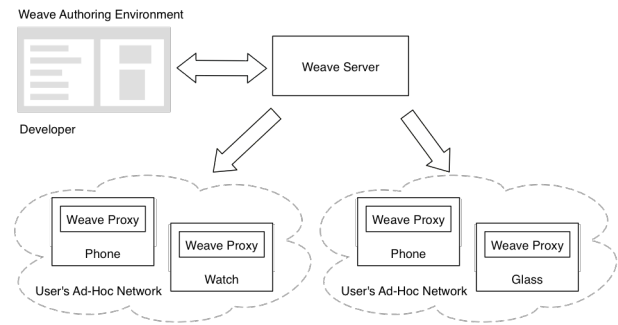 Weave Authoring Environment
Weave Server
Developer
Weave Proxy
Phone
Weave Proxy
Watch
User's Ad-Hoc Network
Weave Proxy
Phone
Weave Proxy
Glass
User's Ad-Hoc Network